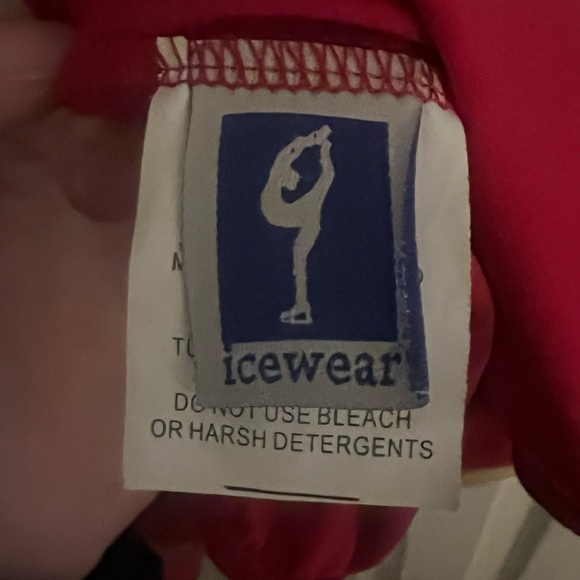 icewear
DO NOT USE BLEACH
OR HARSH DETERGENTS